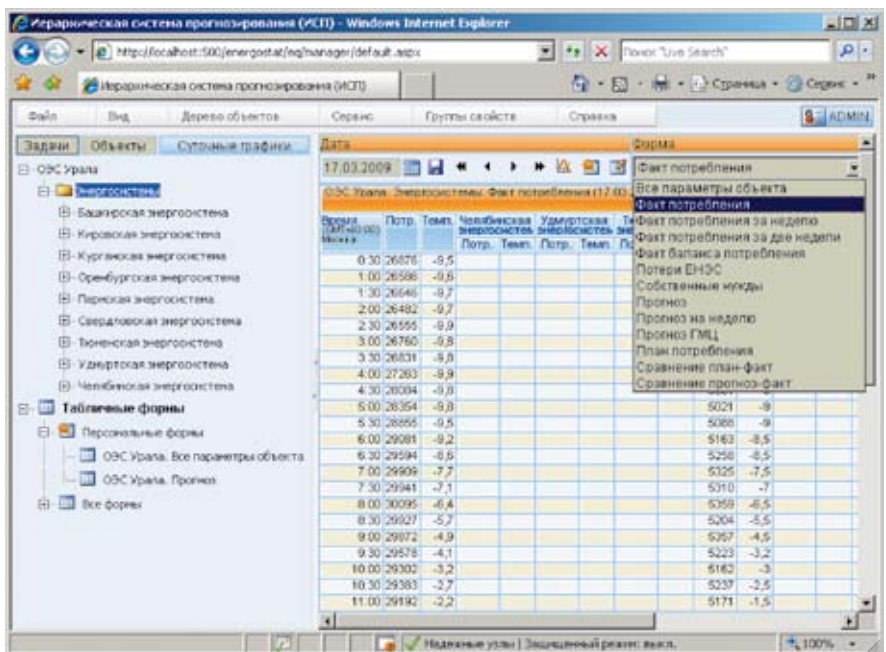 Иерархическая система прогнозирования (ИСП) - Windows Internet Explorer
http://localhost:500/energostat/eq/manager/default.aspx
Поиск "Live Search"
Иерархическая система прогнозирования (ИСП)
Страница
Сервис
Файл Вид Дерево объектов Сервис Группы свойств Справка ADMIN
Задачи Объекты Суточные графики
Дата Форма
17.03.2009 Факт потребления
ОЭС Урала
Энергосистемы
Башкирская энергосистема
Кировская энергосистема
Курганская энергосистема
Оренбургская энергосистема
Пермская энергосистема
Свердловская энергосистема
Тюменская энергосистема
Удмуртская энергосистема
Челябинская энергосистема
Табличные формы
Персональные формы
ОЭС Урала. Все параметры объекта
ОЭС Урала. Прогноз
Все формы
ОЭС Урала. Энергосистемы. Факт потребления (17.03.
Время Потр. Темп. Челябинская энергосистем Удмуртская энергосистем
Москва Потр. Темп. Потр. Темп.
Все параметры объекта
Факт потребления
Факт потребления за неделю
Факт потребления за две недели
Факт баланса потребления
Потери ЕНЭС
Собственные нужды
Прогноз
Прогноз на неделю
Прогноз ГМЦ
План потребления
Сравнение план-факт
Сравнение прогноз-факт
0:30 26876 -9,5
1:00 26586 -9,6
1:30 26646 -9,7
2:00 26482 -9,7
2:30 26555 -9,9
3:00 26760 -9,8
3:30 26831 -9,8
4:00 27263 -9,9
4:30 28084 -9,8
5:00 28354 -9,8 5021 -9
5:30 28855 -9,5 5088 -9
6:00 29081 -9,2 5163 -8,5
6:30 29594 -8,6 5258 -8,5
7:00 29909 -7,7 5325 -7,5
7:30 29941 -7,1 5310 -7
8:00 30095 -6,4 5359 -6,5
8:30 29927 -5,7 5204 -5,5
9:00 29872 -4,9 5357 -4,5
9:30 29578 -4,1 5223 -3,2
10:00 29302 -3,2 5162 -3
10:30 29383 -2,7 5237 -2,5
11:00 29192 -2,2 5171 -1,5
Надежные узлы | Защищенный режим: выкл.
100%